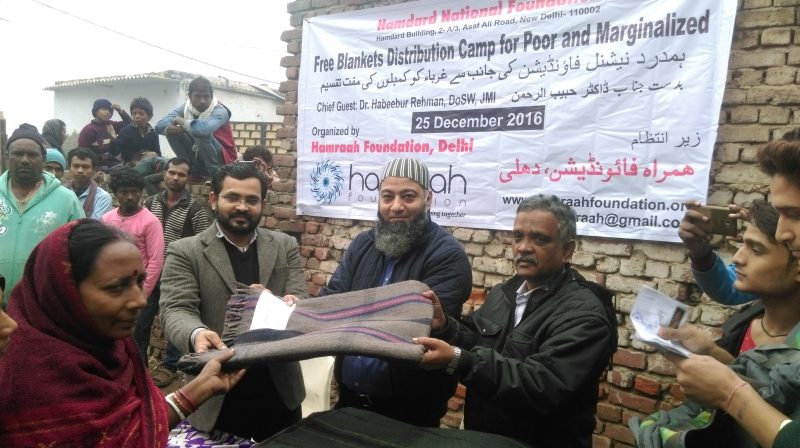 Hamdard National Foundation
Hamdard Building, 2- A/3, Asaf Ali Road, New Delhi- 110002
Free Blankets Distribution Camp for Poor and Marginalized
ہمدرد نیشنل فاؤنڈیشن کی جانب سے غرباء کو کمبلوں کی مفت تقسیم
بدست جناب ڈاکٹر حبیب الرحمن
Chief Guest: Dr. Habeebur Rehman, DoSW, JMI
25 December 2016
Organized by
Hamraah Foundation, Delhi
زیر انتظام
ہمراہ فائونڈیشن، دھلی
foundation
together